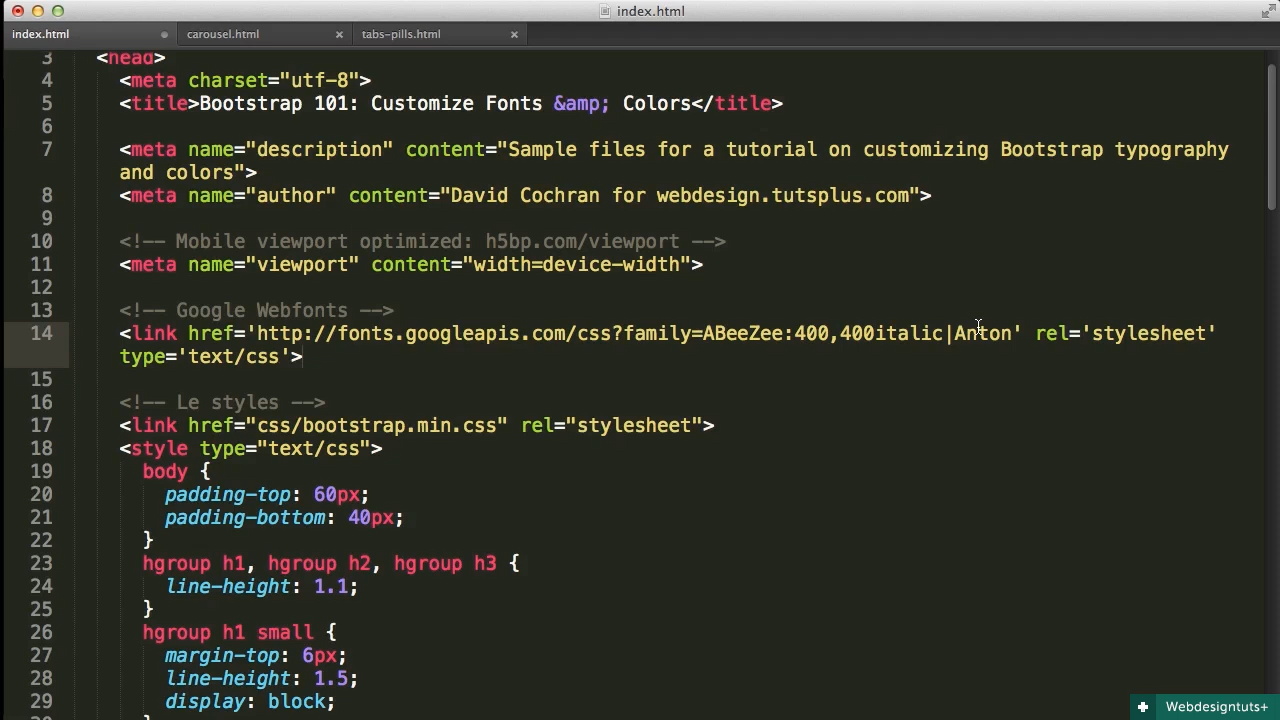 index.html
index.html carousel.html × tabs-pills.html ×
3 <head>
4 <meta charset="utf-8">
5 <title>Bootstrap 101: Customize Fonts &amp; Colors</title>
6
7 <meta name="description" content="Sample files for a tutorial on customizing Bootstrap typography
and colors">
8 <meta name="author" content="David Cochran for webdesign.tutsplus.com">
9
10 <!-- Mobile viewport optimized: h5bp.com/viewport -->
11 <meta name="viewport" content="width=device-width">
12
13 <!-- Google Webfonts -->
14 <link href='http://fonts.googleapis.com/css?family=ABeeZee:400,400italic|Anton' rel='stylesheet'
type='text/css'>
15
16 <!-- Le styles -->
17 <link href="css/bootstrap.min.css" rel="stylesheet">
18 <style type="text/css">
19 body {
20 padding-top: 60px;
21 padding-bottom: 40px;
22 }
23 hgroup h1, hgroup h2, hgroup h3 {
24 line-height: 1.1;
25 }
26 hgroup h1 small {
27 margin-top: 6px;
28 line-height: 1.5;
29 display: block;
Webdesigntuts+